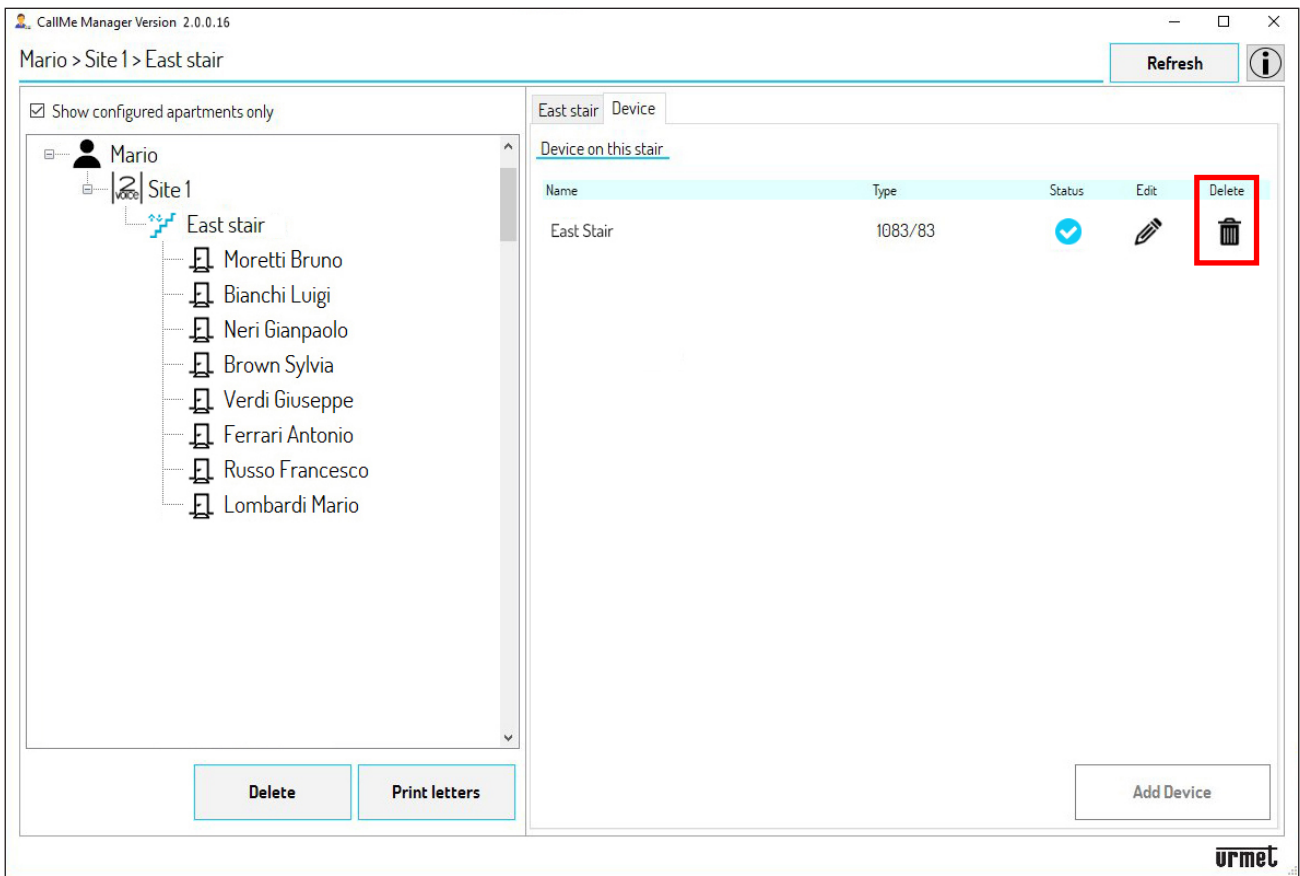 CallMe Manager Version 2.0.0.16
Mario > Site 1 > East stair
Refresh
Show configured apartments only
Mario
2
voice
Site 1
East stair
Moretti Bruno
Bianchi Luigi
Neri Gianpaolo
Brown Sylvia
Verdi Giuseppe
Ferrari Antonio
Russo Francesco
Lombardi Mario
Delete
Print letters
East stair Device
Device on this stair
Name Type Status Edit Delete
East Stair 1083/83
Add Device
urmet